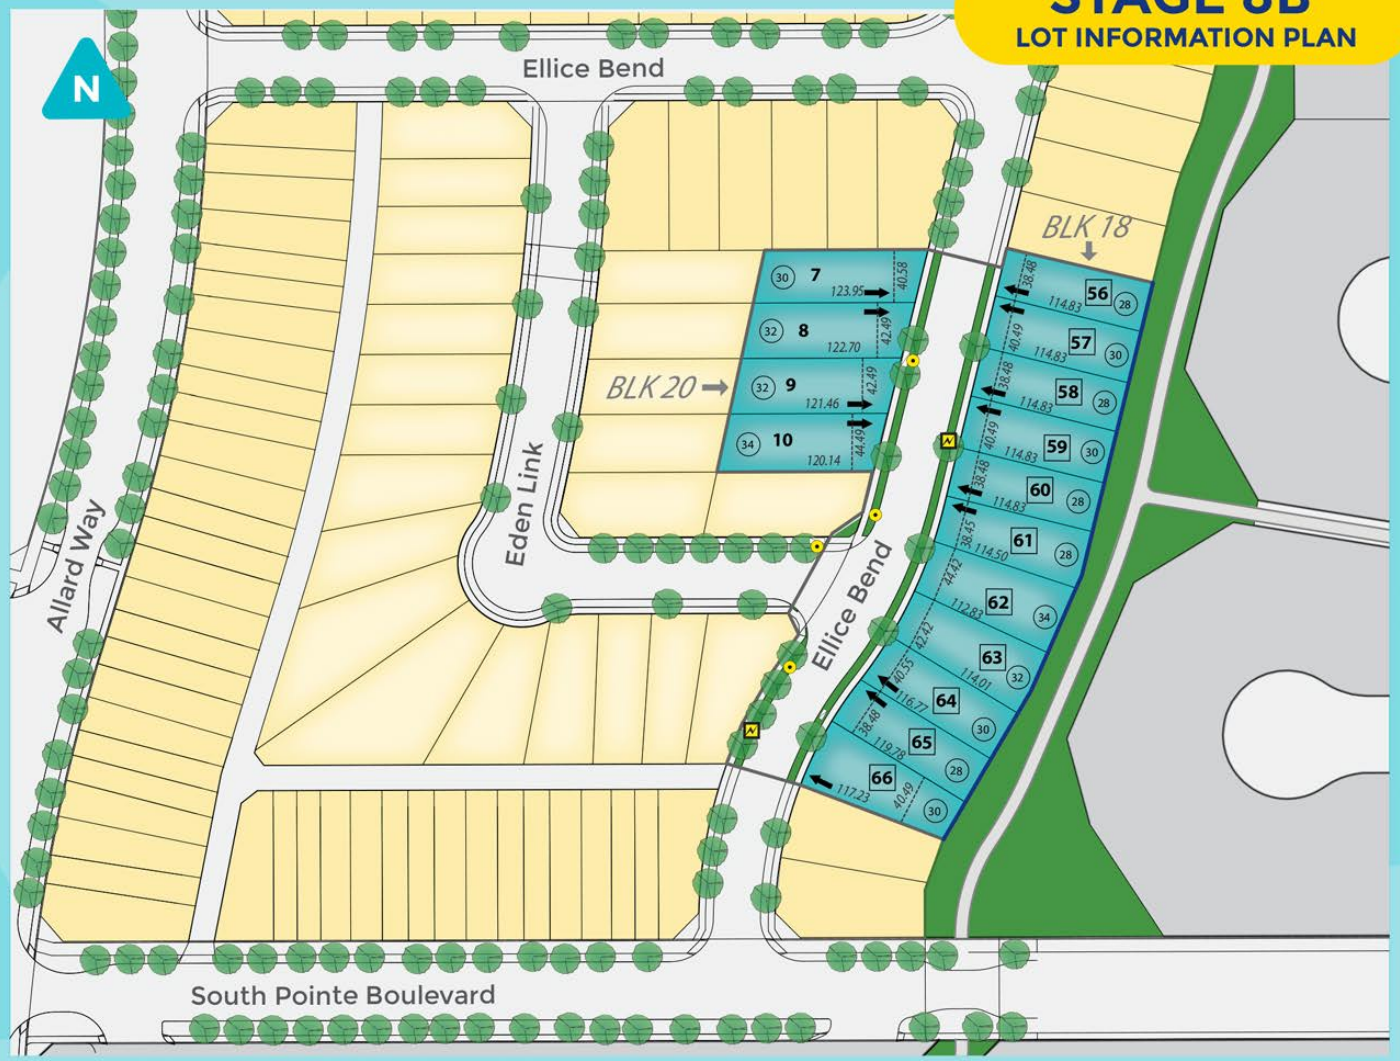 STAGE 8B
LOT INFORMATION PLAN
N
Ellice Bend
BLK 18
BLK 20
30 7 123.95 40.58
32 8 122.70 42.49
32 9 121.46 42.49
34 10 120.14 44.49
38.48 114.83 56 28
40.49 114.83 57 30
38.48 114.83 58 28
40.49 114.83 59 30
38.48 114.83 60 28
38.45 114.50 61 28
44.42 112.83 62 34
42.42 114.01 63 32
40.55 116.77 64 30
38.48 119.78 65 28
117.23 66 40.49 30
Eden Link
Allard Way
Ellice Bend
South Pointe Boulevard